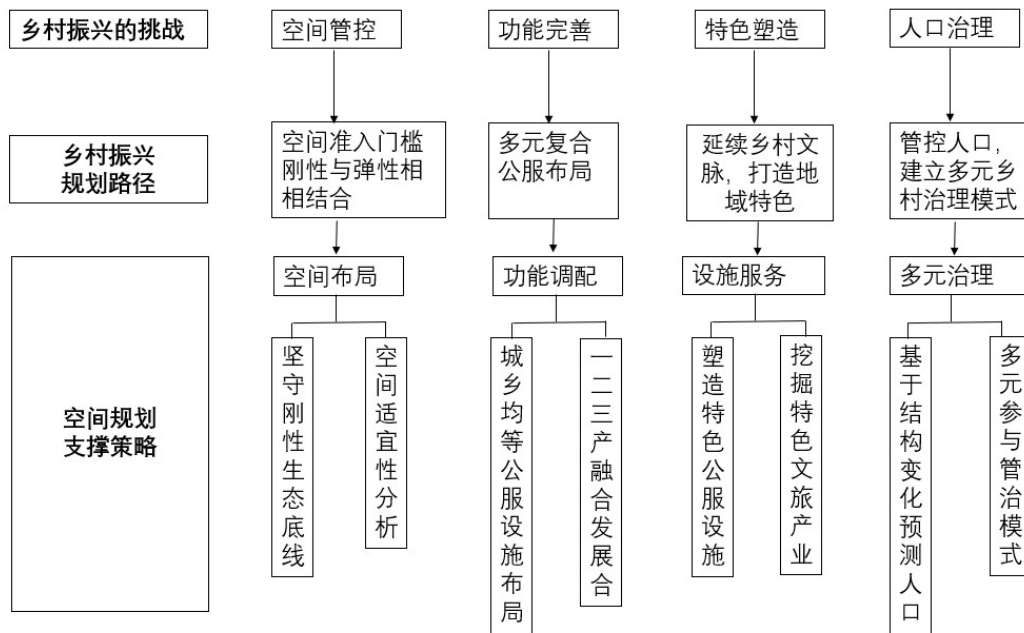 乡村振兴的挑战
空间管控
功能完善
特色塑造
人口治理
乡村振兴
规划路径
空间准入门槛
刚性与弹性相
相结合
多元复合
公服布局
延续乡村文
脉，打造地
域特色
管控人口，
建立多元乡
村治理模式
空间规划
支撑策略
空间布局
功能调配
设施服务
多元治理
坚守刚性生态底线
空间适宜性分析
城乡均等公服设施布局
一二三产融合发展合
塑造特色公服设施
挖掘特色文旅产业
基于结构变化预测人口
多元参与管治模式